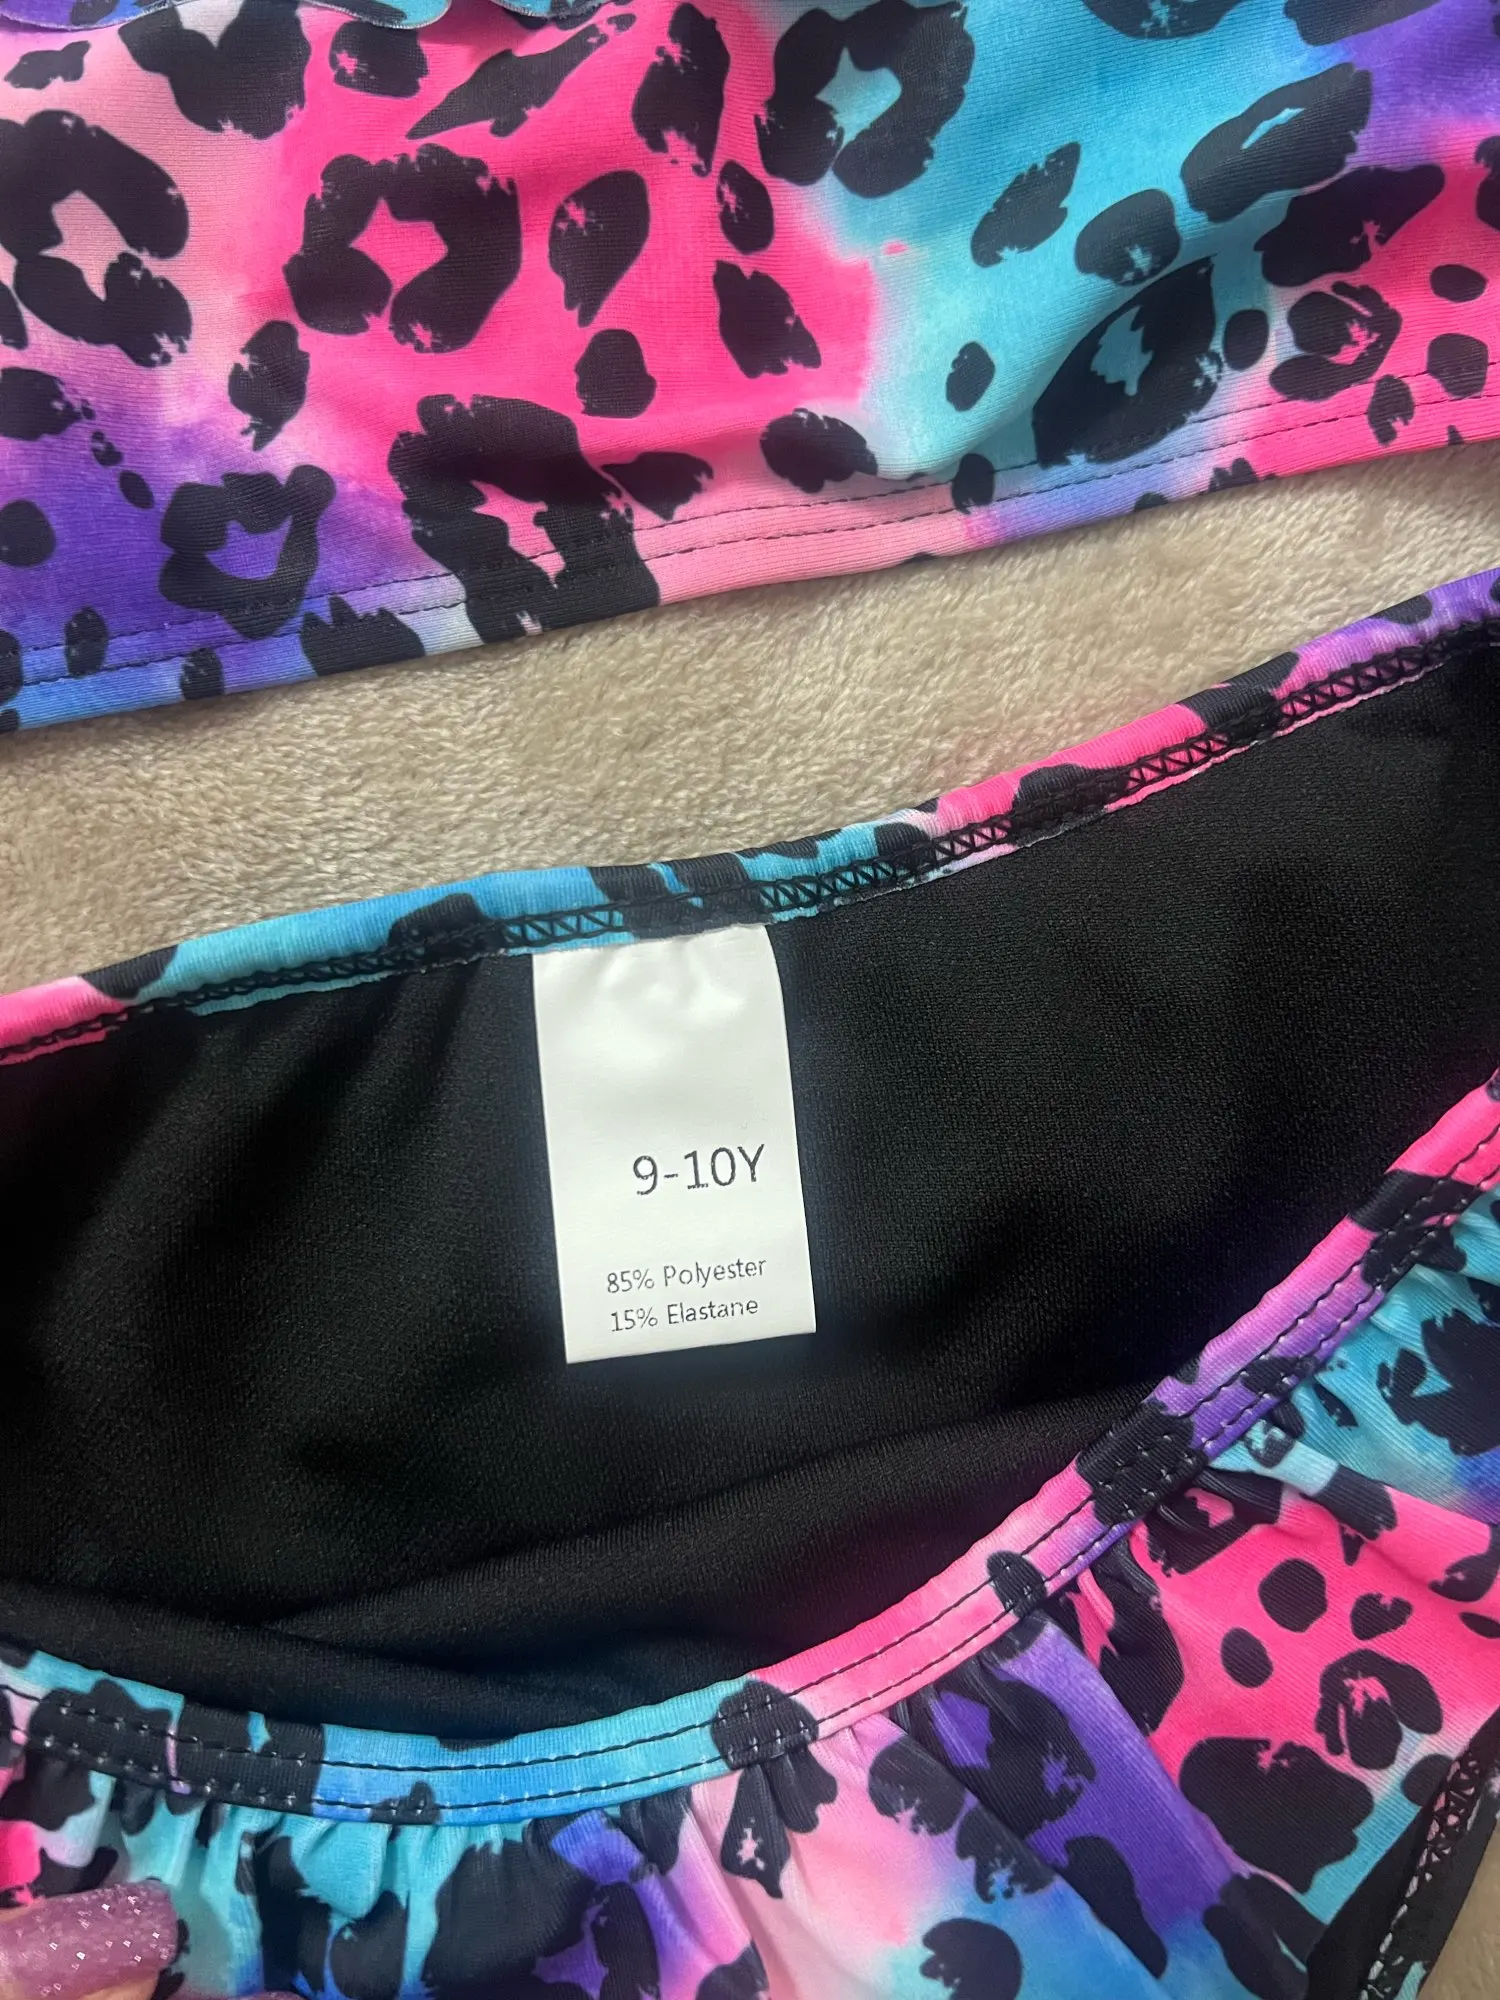 9-10Y
85% Polyester
15% Elastane